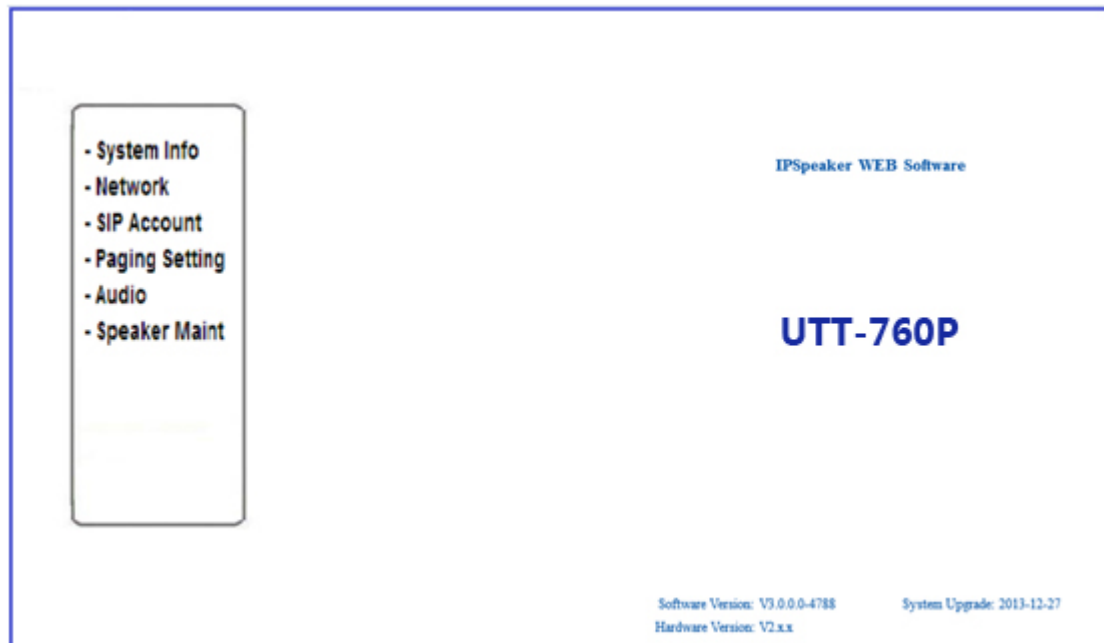 - System Info
- Network
- SIP Account
- Paging Setting
- Audio
- Speaker Maint
IPSpeaker WEB Software
UTT-760P
Software Version: V3.0.0.0-4788 System Upgrade: 2013-12-27
Hardware Version: V2.x.x